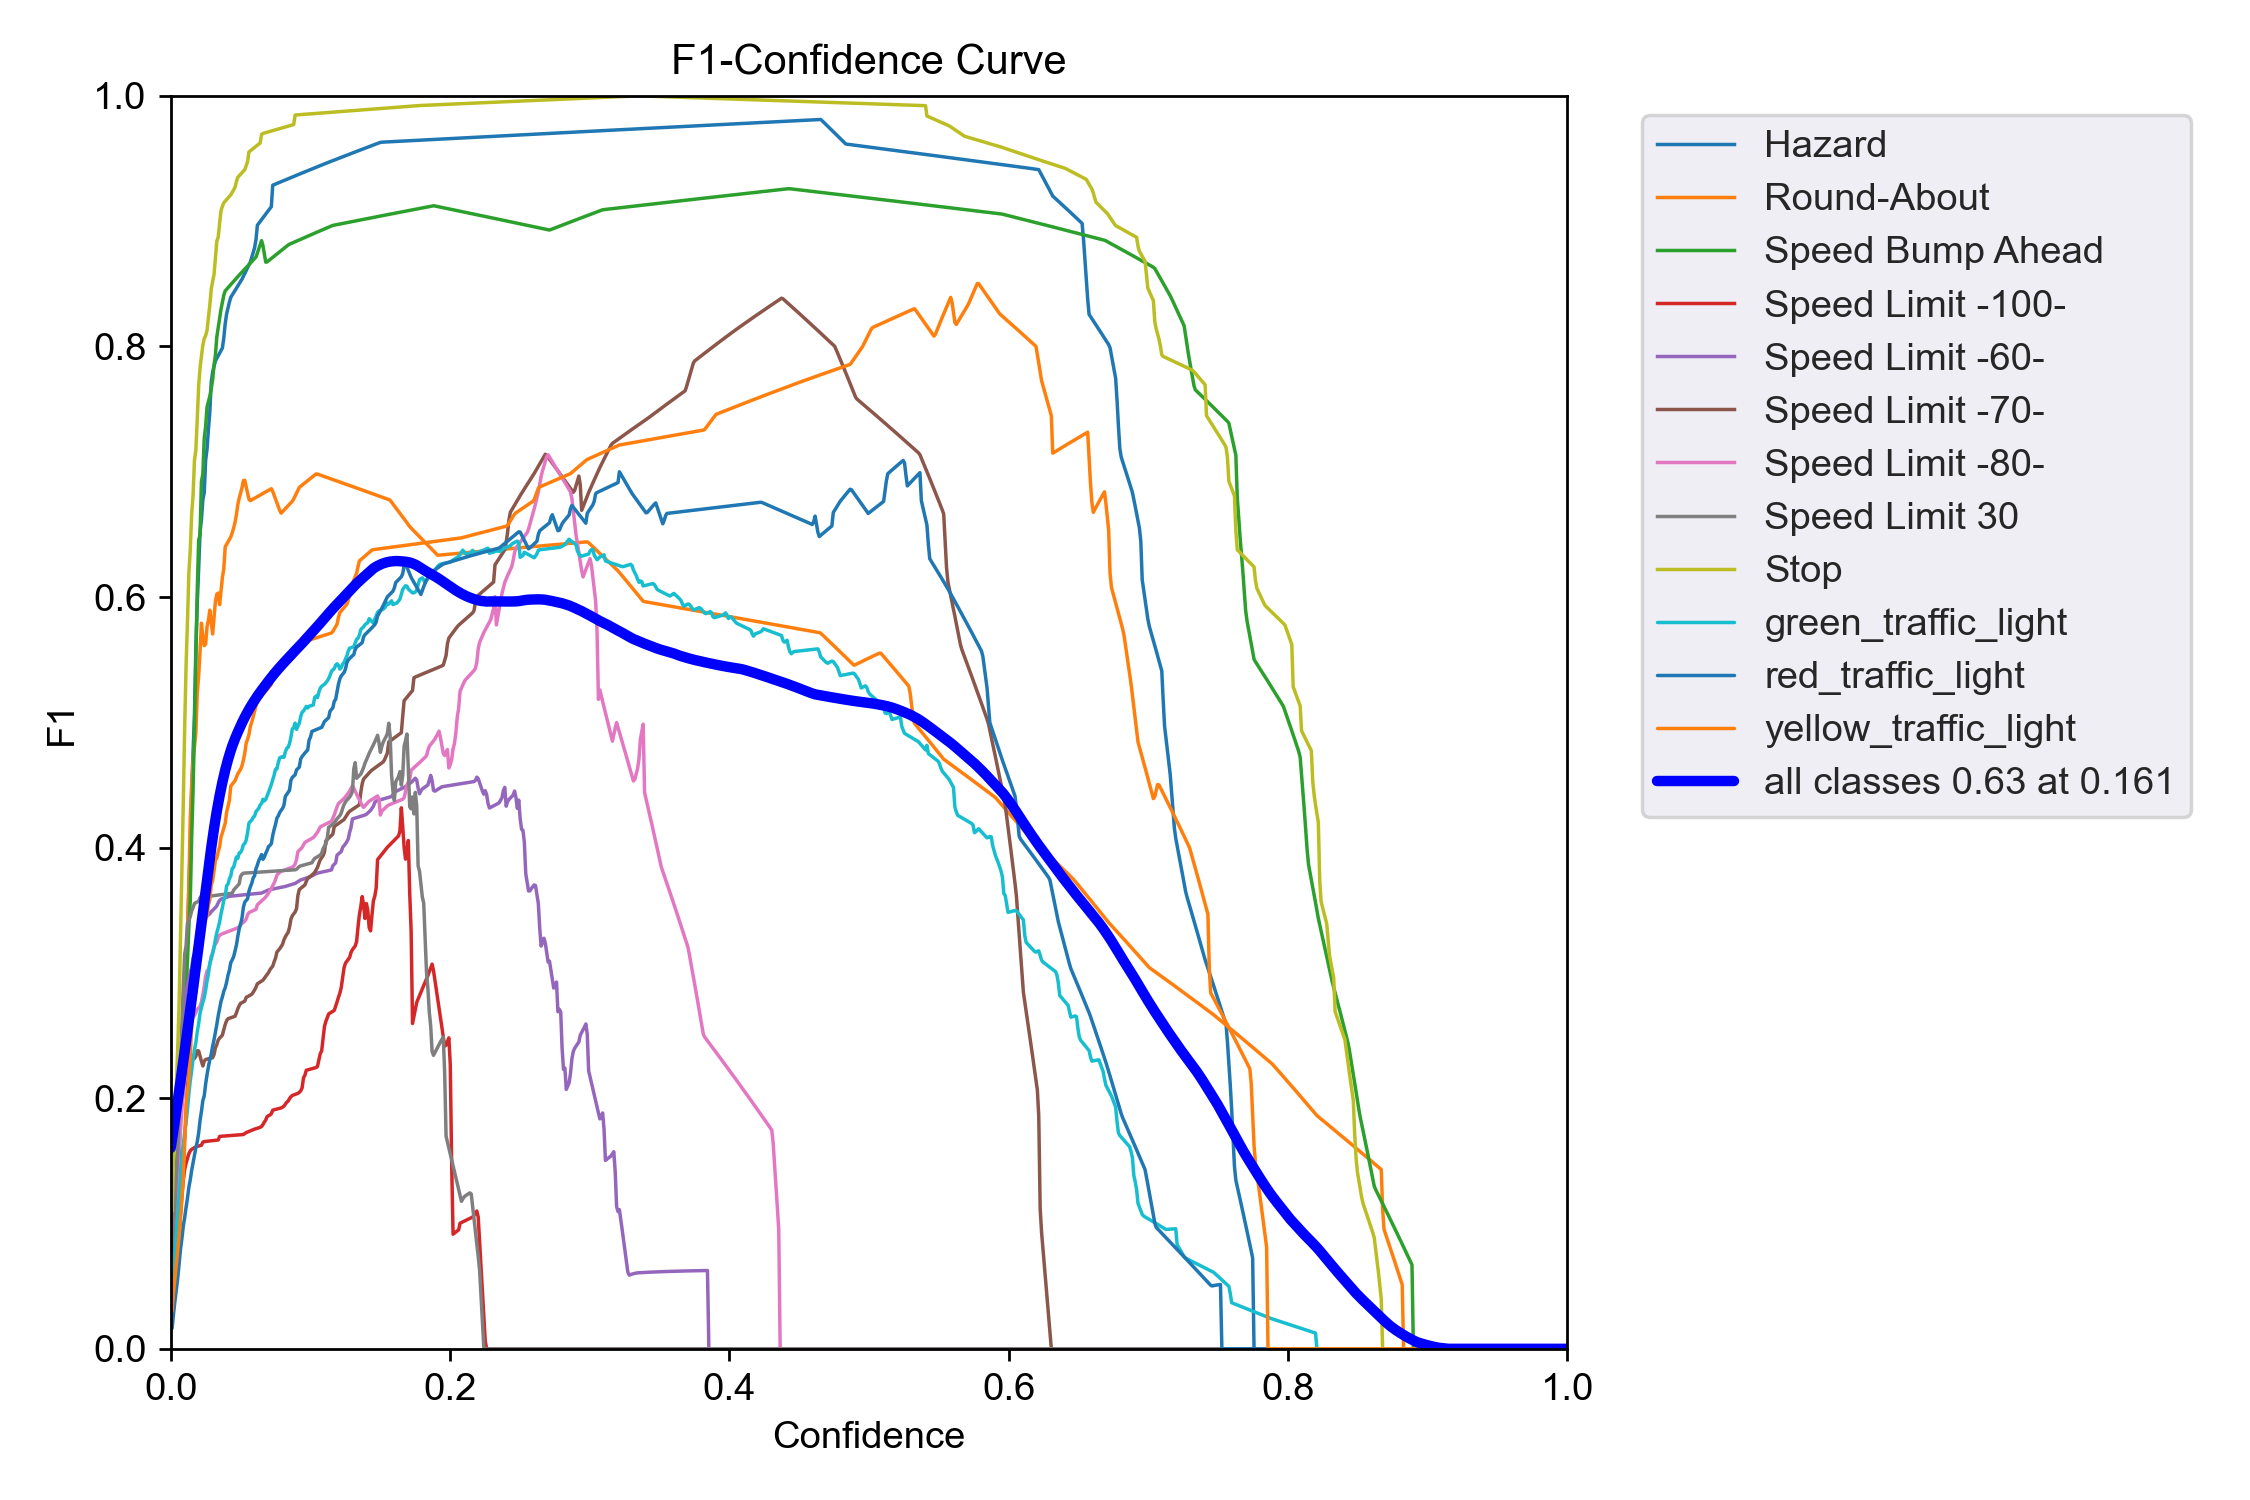 F1-Confidence Curve
1.0
0.8
0.6
0.4
0.2
0.0
F1
0.0 0.2 0.4 0.6 0.8 1.0
Confidence
Hazard
Round-About
Speed Bump Ahead
Speed Limit -100-
Speed Limit -60-
Speed Limit -70-
Speed Limit -80-
Speed Limit 30
Stop
green_traffic_light
red_traffic_light
yellow_traffic_light
all classes 0.63 at 0.161